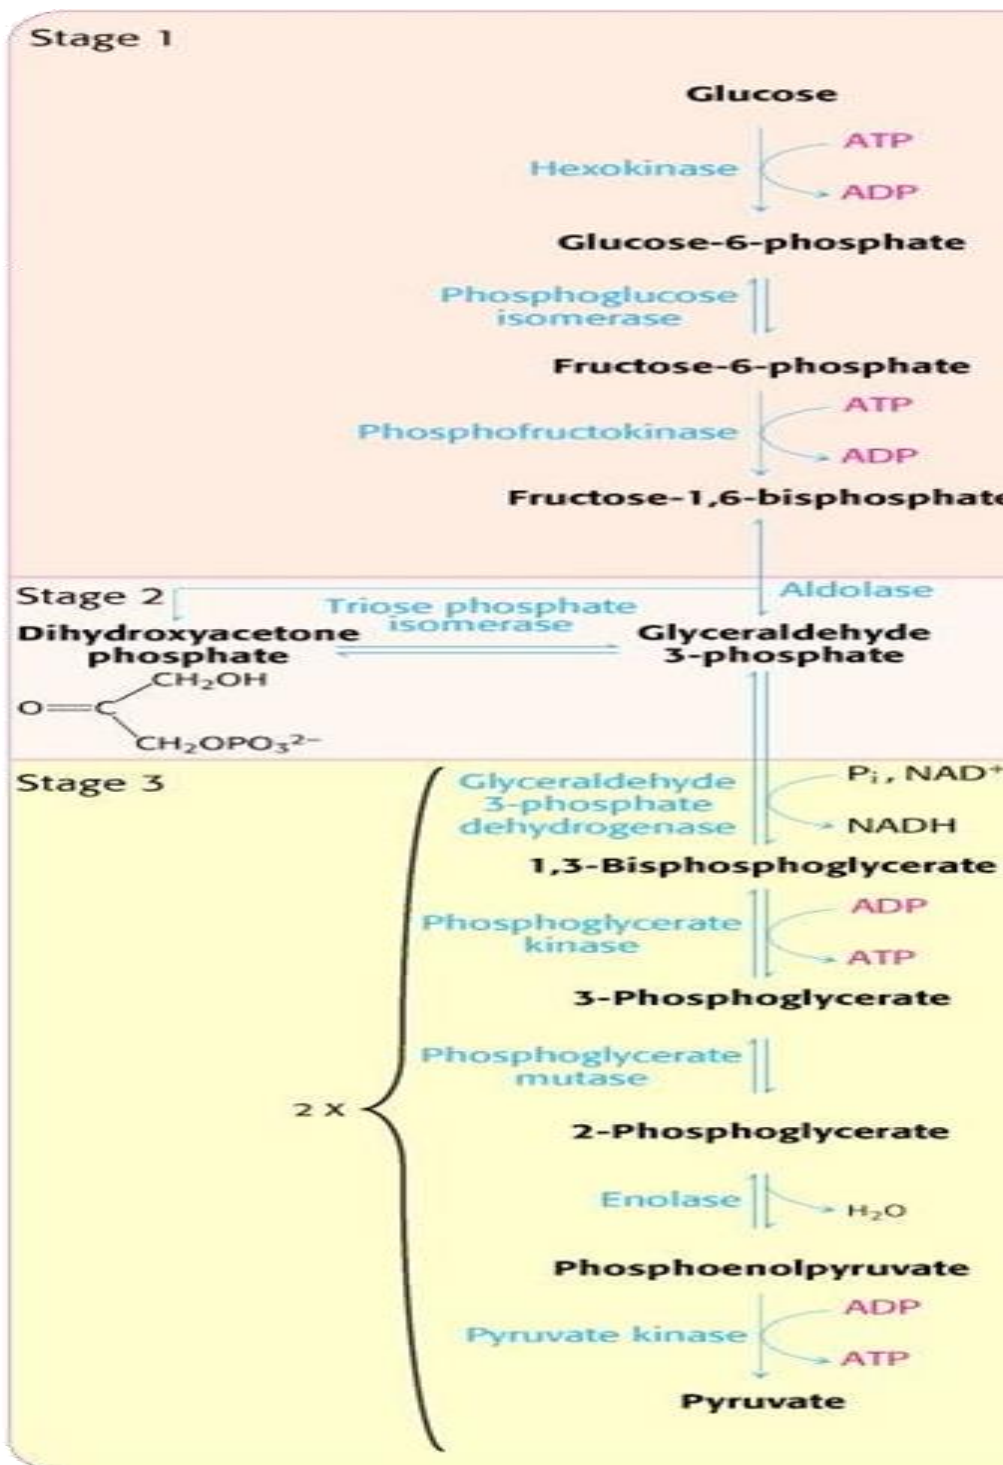 Stage 1
Glucose
ATP
Hexokinase
ADP
Glucose-6-phosphate
Phosphoglucose
isomerase
Fructose-6-phosphate
ATP
Phosphofructokinase
ADP
Fructose-1,6-bisphosphate
Stage 2
Aldolase
Triose phosphate
isomerase
Dihydroxyacetone
phosphate
Glyceraldehyde
3-phosphate
CH₂OH
O=C
CH₂OPO₃²⁻
Stage 3
Glyceraldehyde
3-phosphate
dehydrogenase
Pᵢ, NAD⁺
NADH
1,3-Bisphosphoglycerate
ADP
Phosphoglycerate
kinase
ATP
3-Phosphoglycerate
Phosphoglycerate
mutase
2 X
2-Phosphoglycerate
Enolase
H₂O
Phosphoenolpyruvate
ADP
Pyruvate kinase
ATP
Pyruvate